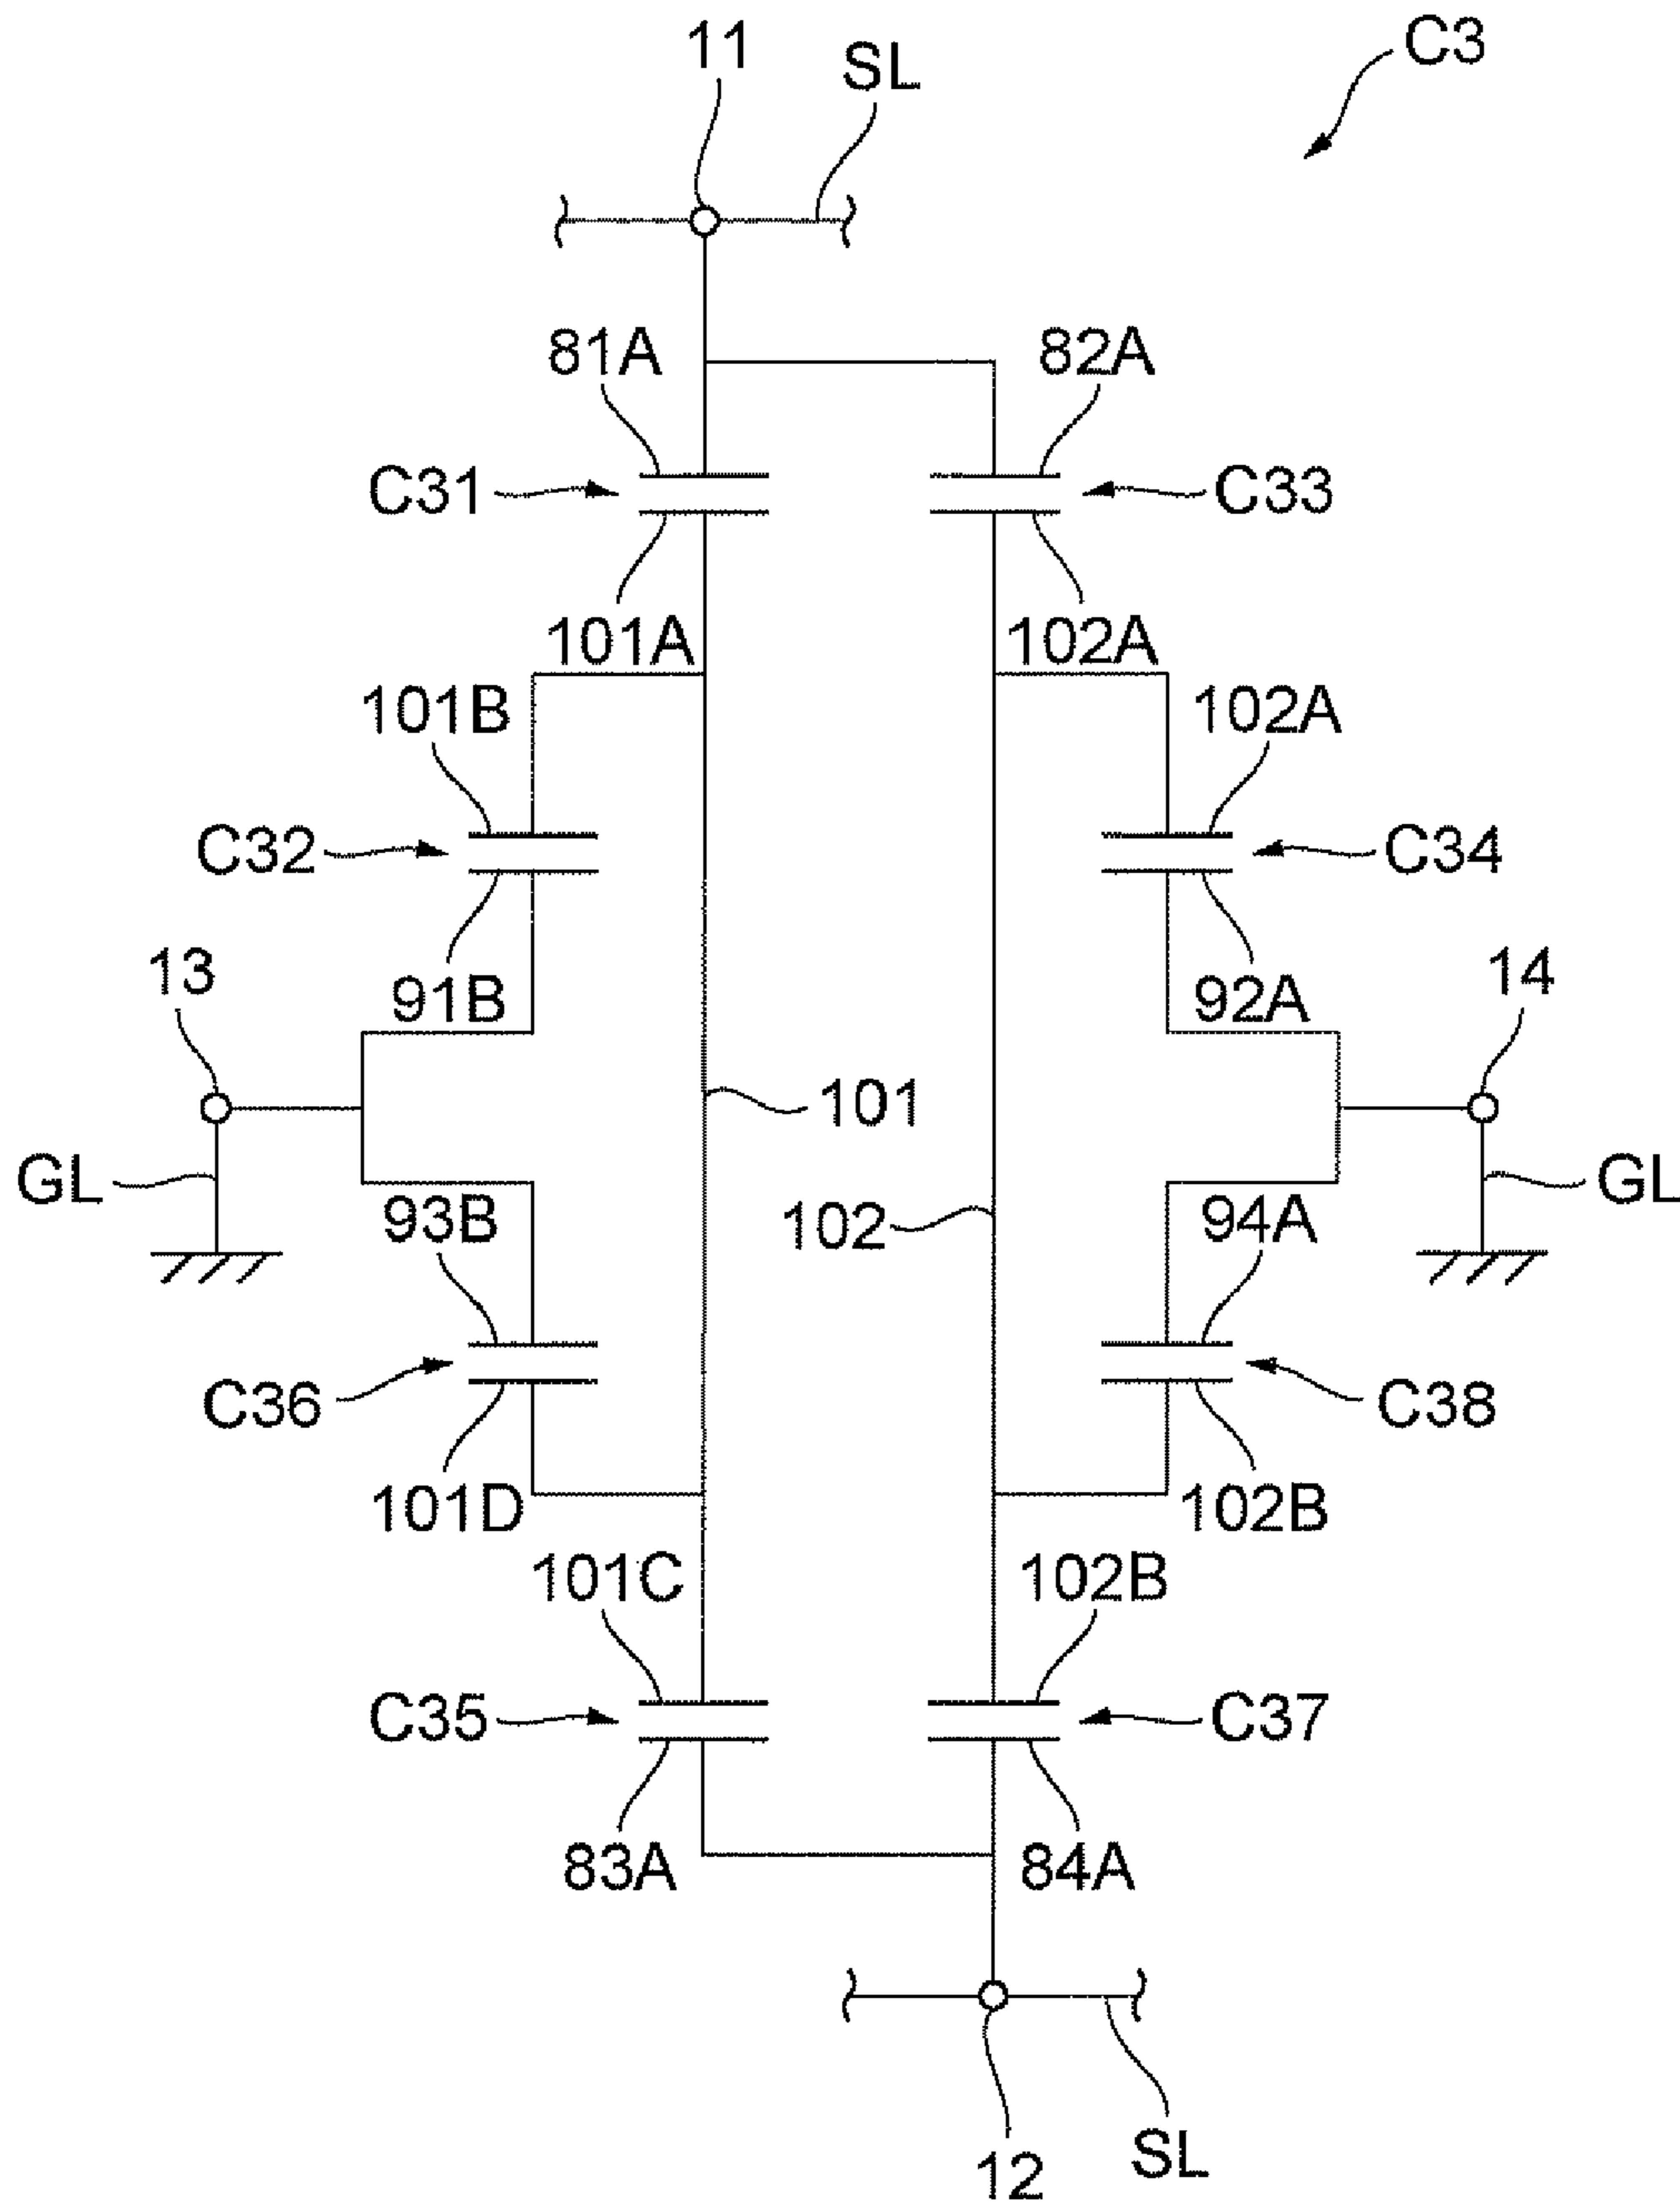 C3
11
SL
81A
82A
C31
C33
101A
102A
101B
102A
C32
C34
13
91B
92A
14
101
GL
93B
102
94A
GL
C36
C38
101D
102B
101C
102B
C35
C37
83A
84A
12
SL